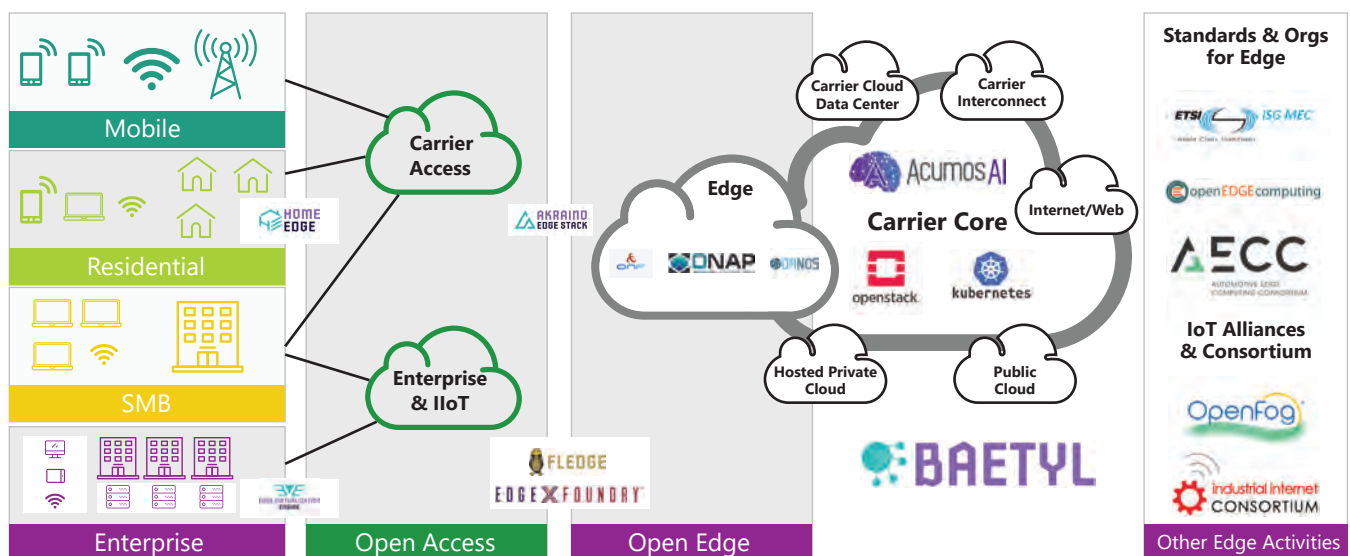 Mobile
Residential
HOME
EDGE
SMB
Enterprise
Carrier
Access
Enterprise
& IIoT
Open Access
AKRAINO
EDGE STACK
FLEDGE
EDGE X FOUNDRY
Open Edge
Edge
ONAP
Carrier Cloud
Data Center
Carrier
Interconnect
Acumos AI
Carrier Core
Internet/Web
openstack
kubernetes
Hosted Private
Cloud
Public
Cloud
BAETYL
Standards & Orgs
for Edge
ETSI
ISG MEC
openEDGEcomputing
AECC
AUTOMOTIVE EDGE
COMPUTING CONSORTIUM
IoT Alliances
& Consortium
OpenFog
industrial internet
CONSORTIUM
Other Edge Activities